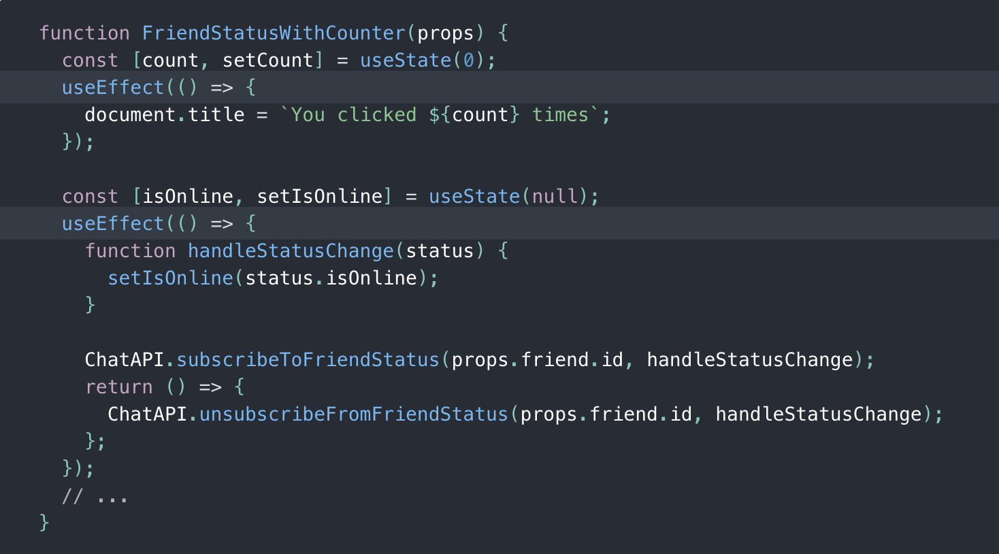 function FriendStatusWithCounter(props) {
  const [count, setCount] = useState(0);
  useEffect(() => {
    document.title = `You clicked ${count} times`;
  });

  const [isOnline, setIsOnline] = useState(null);
  useEffect(() => {
    function handleStatusChange(status) {
      setIsOnline(status.isOnline);
    }

    ChatAPI.subscribeToFriendStatus(props.friend.id, handleStatusChange);
    return () => {
      ChatAPI.unsubscribeFromFriendStatus(props.friend.id, handleStatusChange);
    };
  });
  // ...
}